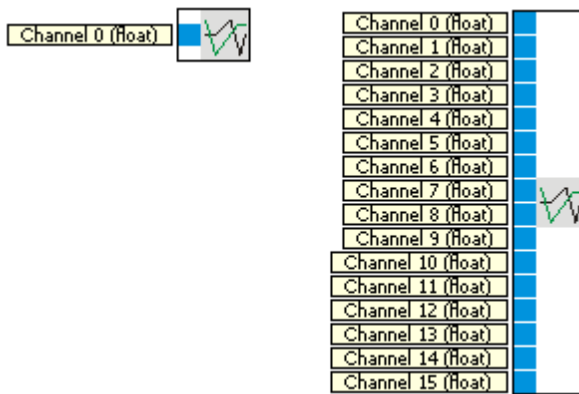 Channel 0 (float)
Channel 0 (float)
Channel 1 (float)
Channel 2 (float)
Channel 3 (float)
Channel 4 (float)
Channel 5 (float)
Channel 6 (float)
Channel 7 (float)
Channel 8 (float)
Channel 9 (float)
Channel 10 (float)
Channel 11 (float)
Channel 12 (float)
Channel 13 (float)
Channel 14 (float)
Channel 15 (float)